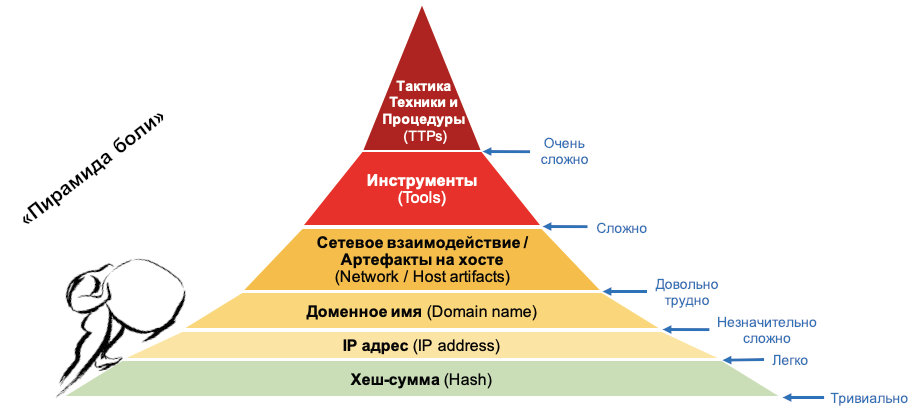 «Пирамида боли»
Тактика
Техники и
Процедуры
(TTPs)
Очень
сложно
Инструменты
(Tools)
Сложно
Сетевое взаимодействие /
Артефакты на хосте
(Network / Host artifacts)
Довольно
трудно
Доменное имя (Domain name)
Незначительно
сложно
IP адрес (IP address)
Легко
Хеш-сумма (Hash)
Тривиально